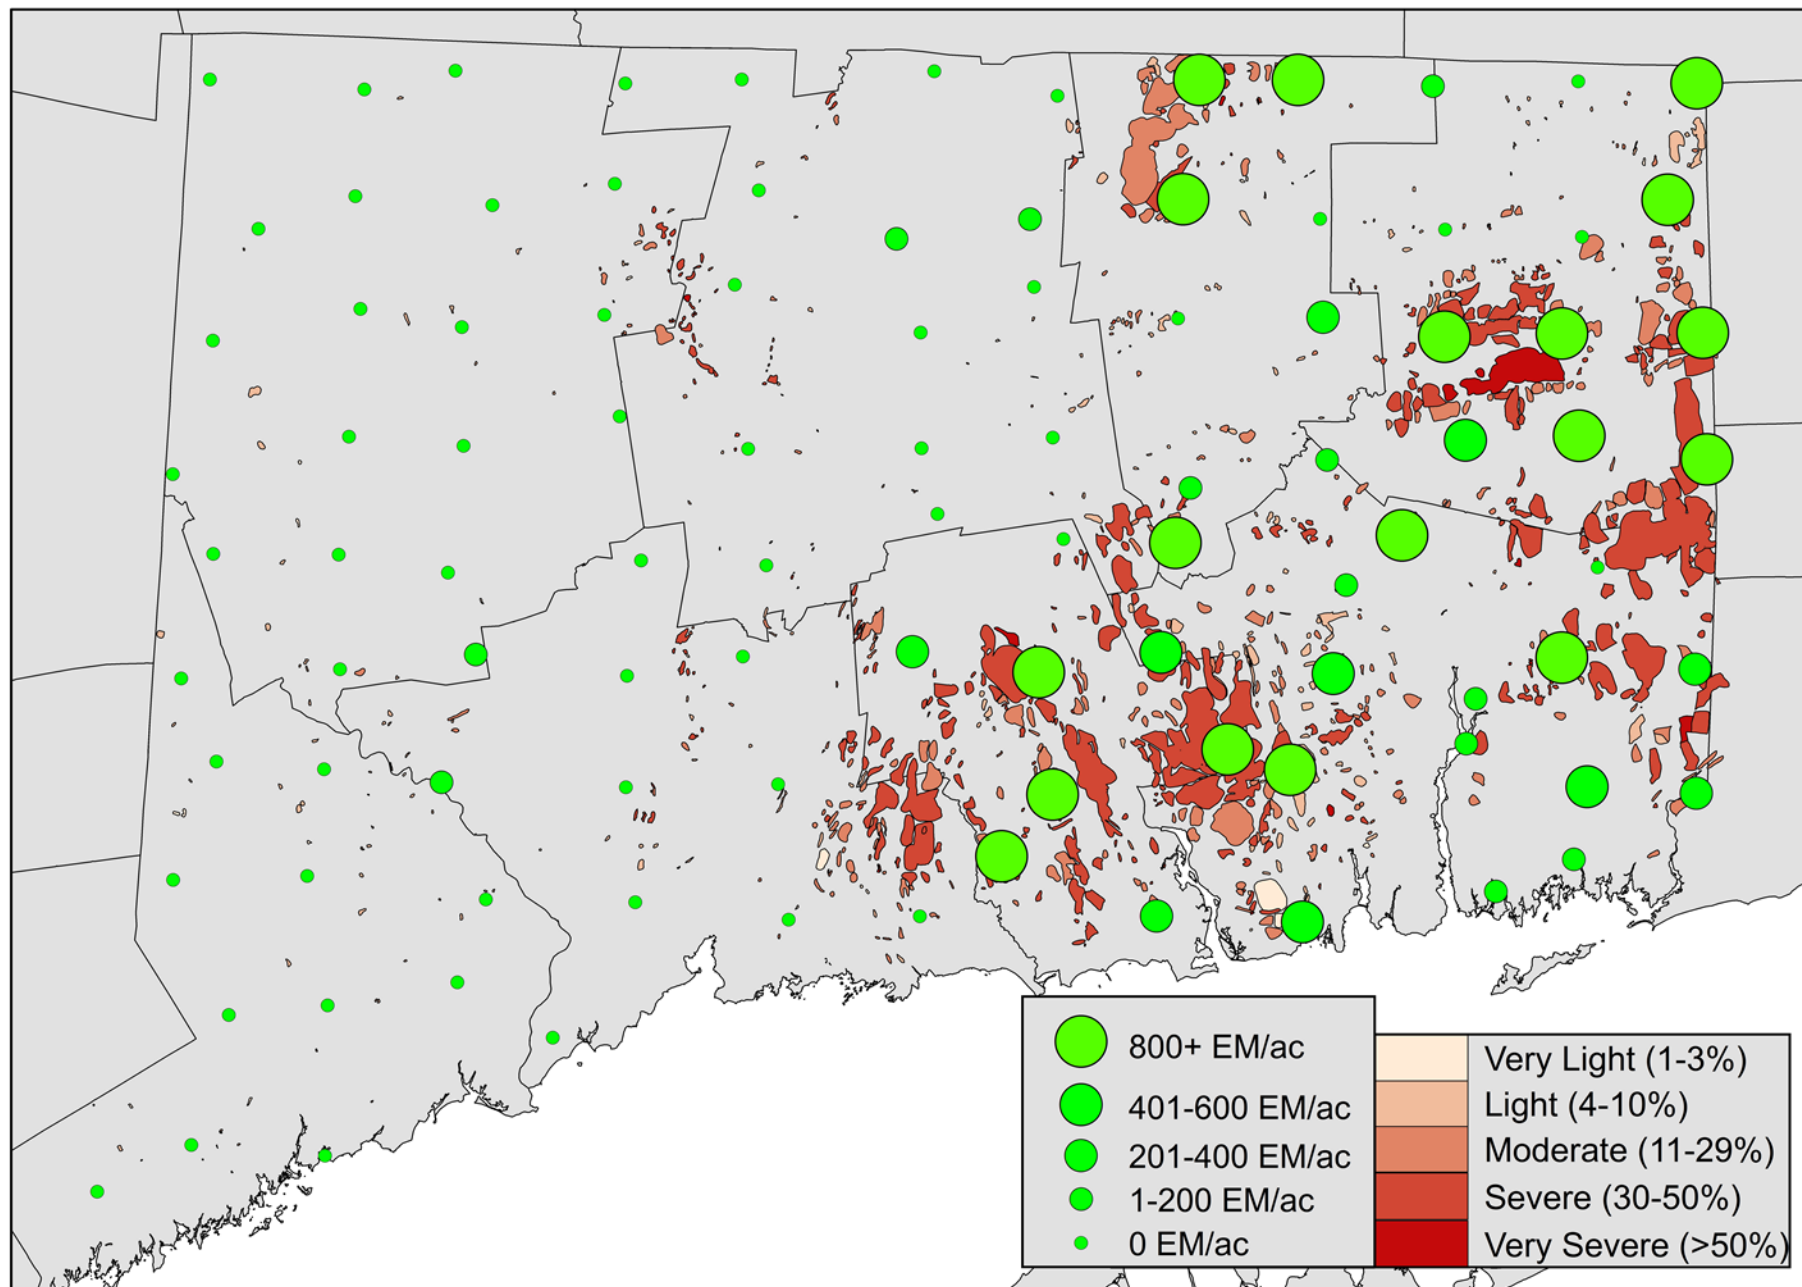 800+ EM/ac
401-600 EM/ac
201-400 EM/ac
1-200 EM/ac
0 EM/ac
Very Light (1-3%)
Light (4-10%)
Moderate (11-29%)
Severe (30-50%)
Very Severe (>50%)